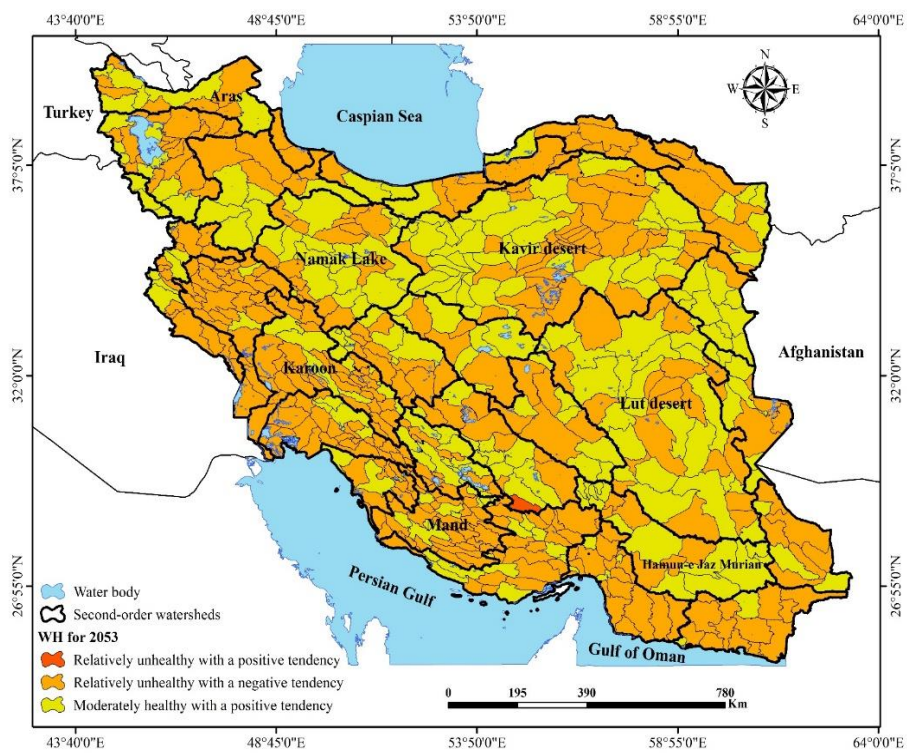 43°40'0"E 48°45'0"E 53°50'0"E 58°55'0"E 64°0'0"E
N
W E
S
Turkey
Aras
Caspian Sea
37°5'0"N 37°5'0"N
Namak Lake
Kavir desert
Iraq
Afghanistan
32°0'0"N 32°0'0"N
Karoon
Lut desert
Mand
Hamun-e Jaz Murian
26°55'0"N 26°55'0"N
Persian Gulf
Gulf of Oman
Water body
Second-order watersheds
WH for 2053
Relatively unhealthy with a positive tendency
Relatively unhealthy with a negative tendency
Moderately healthy with a positive tendency
0 195 390 780
Km
43°40'0"E 48°45'0"E 53°50'0"E 58°55'0"E 64°0'0"E